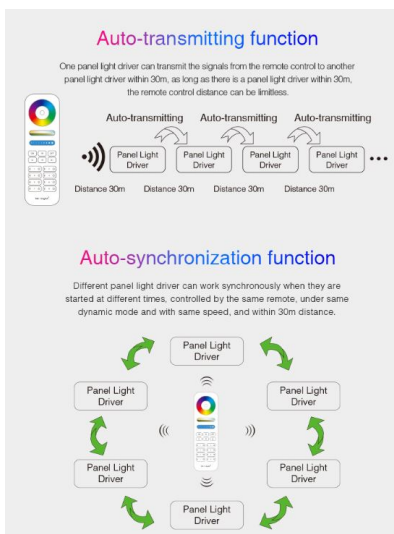 Auto-transmitting function
One panel light driver can transmit the signals from the remote control to another
panel light driver within 30m, as long as there is a panel light driver within 30m,
the remote control distance can be limitless.
Auto-transmitting Auto-transmitting Auto-transmitting
Panel Light Panel Light Panel Light Panel Light
Driver Driver Driver Driver
Distance 30m Distance 30m Distance 30m Distance 30m
Auto-synchronization function
Different panel light driver can work synchronously when they are
started at different times, controlled by the same remote, under same
dynamic mode and with same speed, and within 30m distance.
Panel Light
Driver
Panel Light Panel Light
Driver Driver
Panel Light Panel Light
Driver Driver
Panel Light
Driver